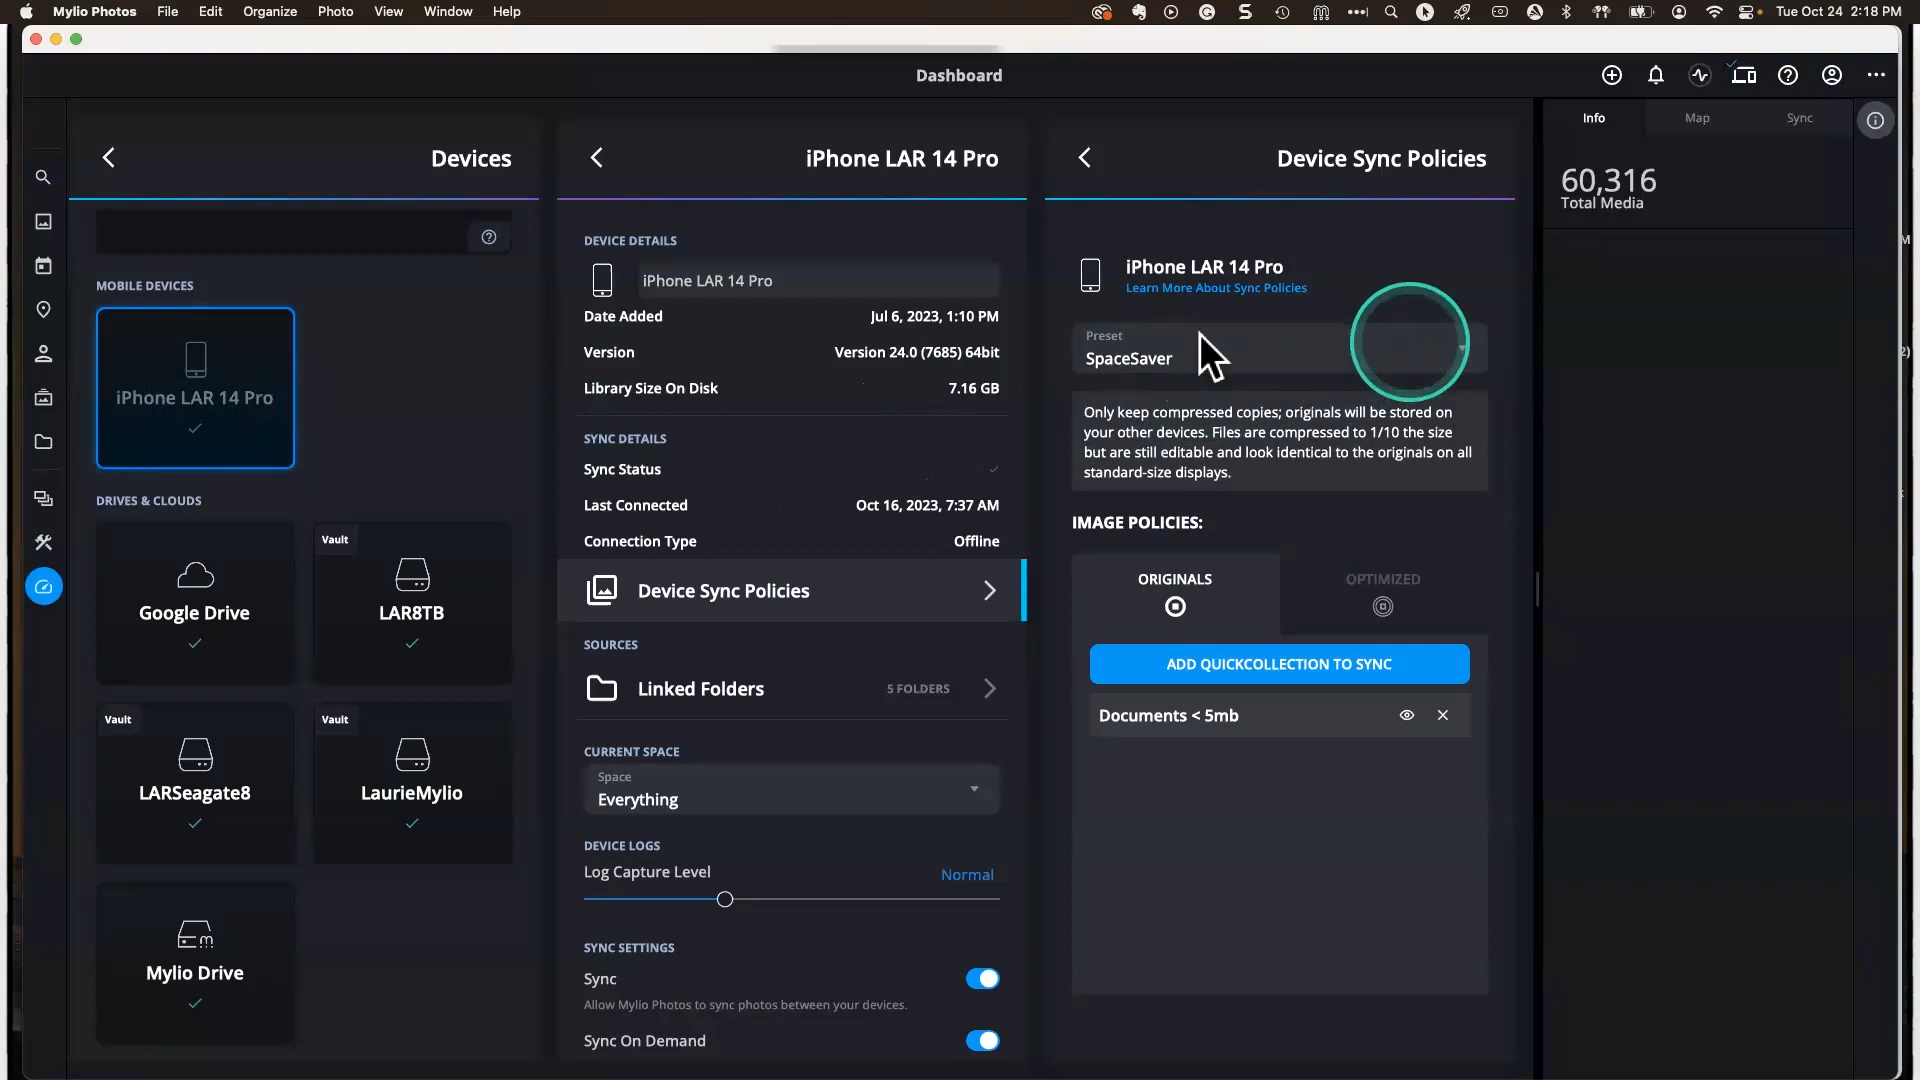 Mylio Photos File Edit Organize Photo View Window Help Tue Oct 24 2:18 PM
Dashboard
Devices
MOBILE DEVICES
iPhone LAR 14 Pro
DRIVES & CLOUDS
Google Drive
Vault
LAR8TB
Vault
LARSeagate8
Vault
LaurieMylio
Mylio Drive
iPhone LAR 14 Pro
DEVICE DETAILS
iPhone LAR 14 Pro
Date Added Jul 6, 2023, 1:10 PM
Version Version 24.0 (7685) 64bit
Library Size On Disk 7.16 GB
SYNC DETAILS
Sync Status
Last Connected Oct 16, 2023, 7:37 AM
Connection Type Offline
Device Sync Policies
SOURCES
Linked Folders 5 FOLDERS
CURRENT SPACE
Space
Everything
DEVICE LOGS
Log Capture Level Normal
SYNC SETTINGS
Sync
Allow Mylio Photos to sync photos between your devices.
Sync On Demand
Device Sync Policies
iPhone LAR 14 Pro
Learn More About Sync Policies
Preset
SpaceSaver
Only keep compressed copies; originals will be stored on
your other devices. Files are compressed to 1/10 the size
but are still editable and look identical to the originals on all
standard-size displays.
IMAGE POLICIES:
ORIGINALS OPTIMIZED
ADD QUICKCOLLECTION TO SYNC
Documents < 5mb
Info Map Sync
60,316
Total Media